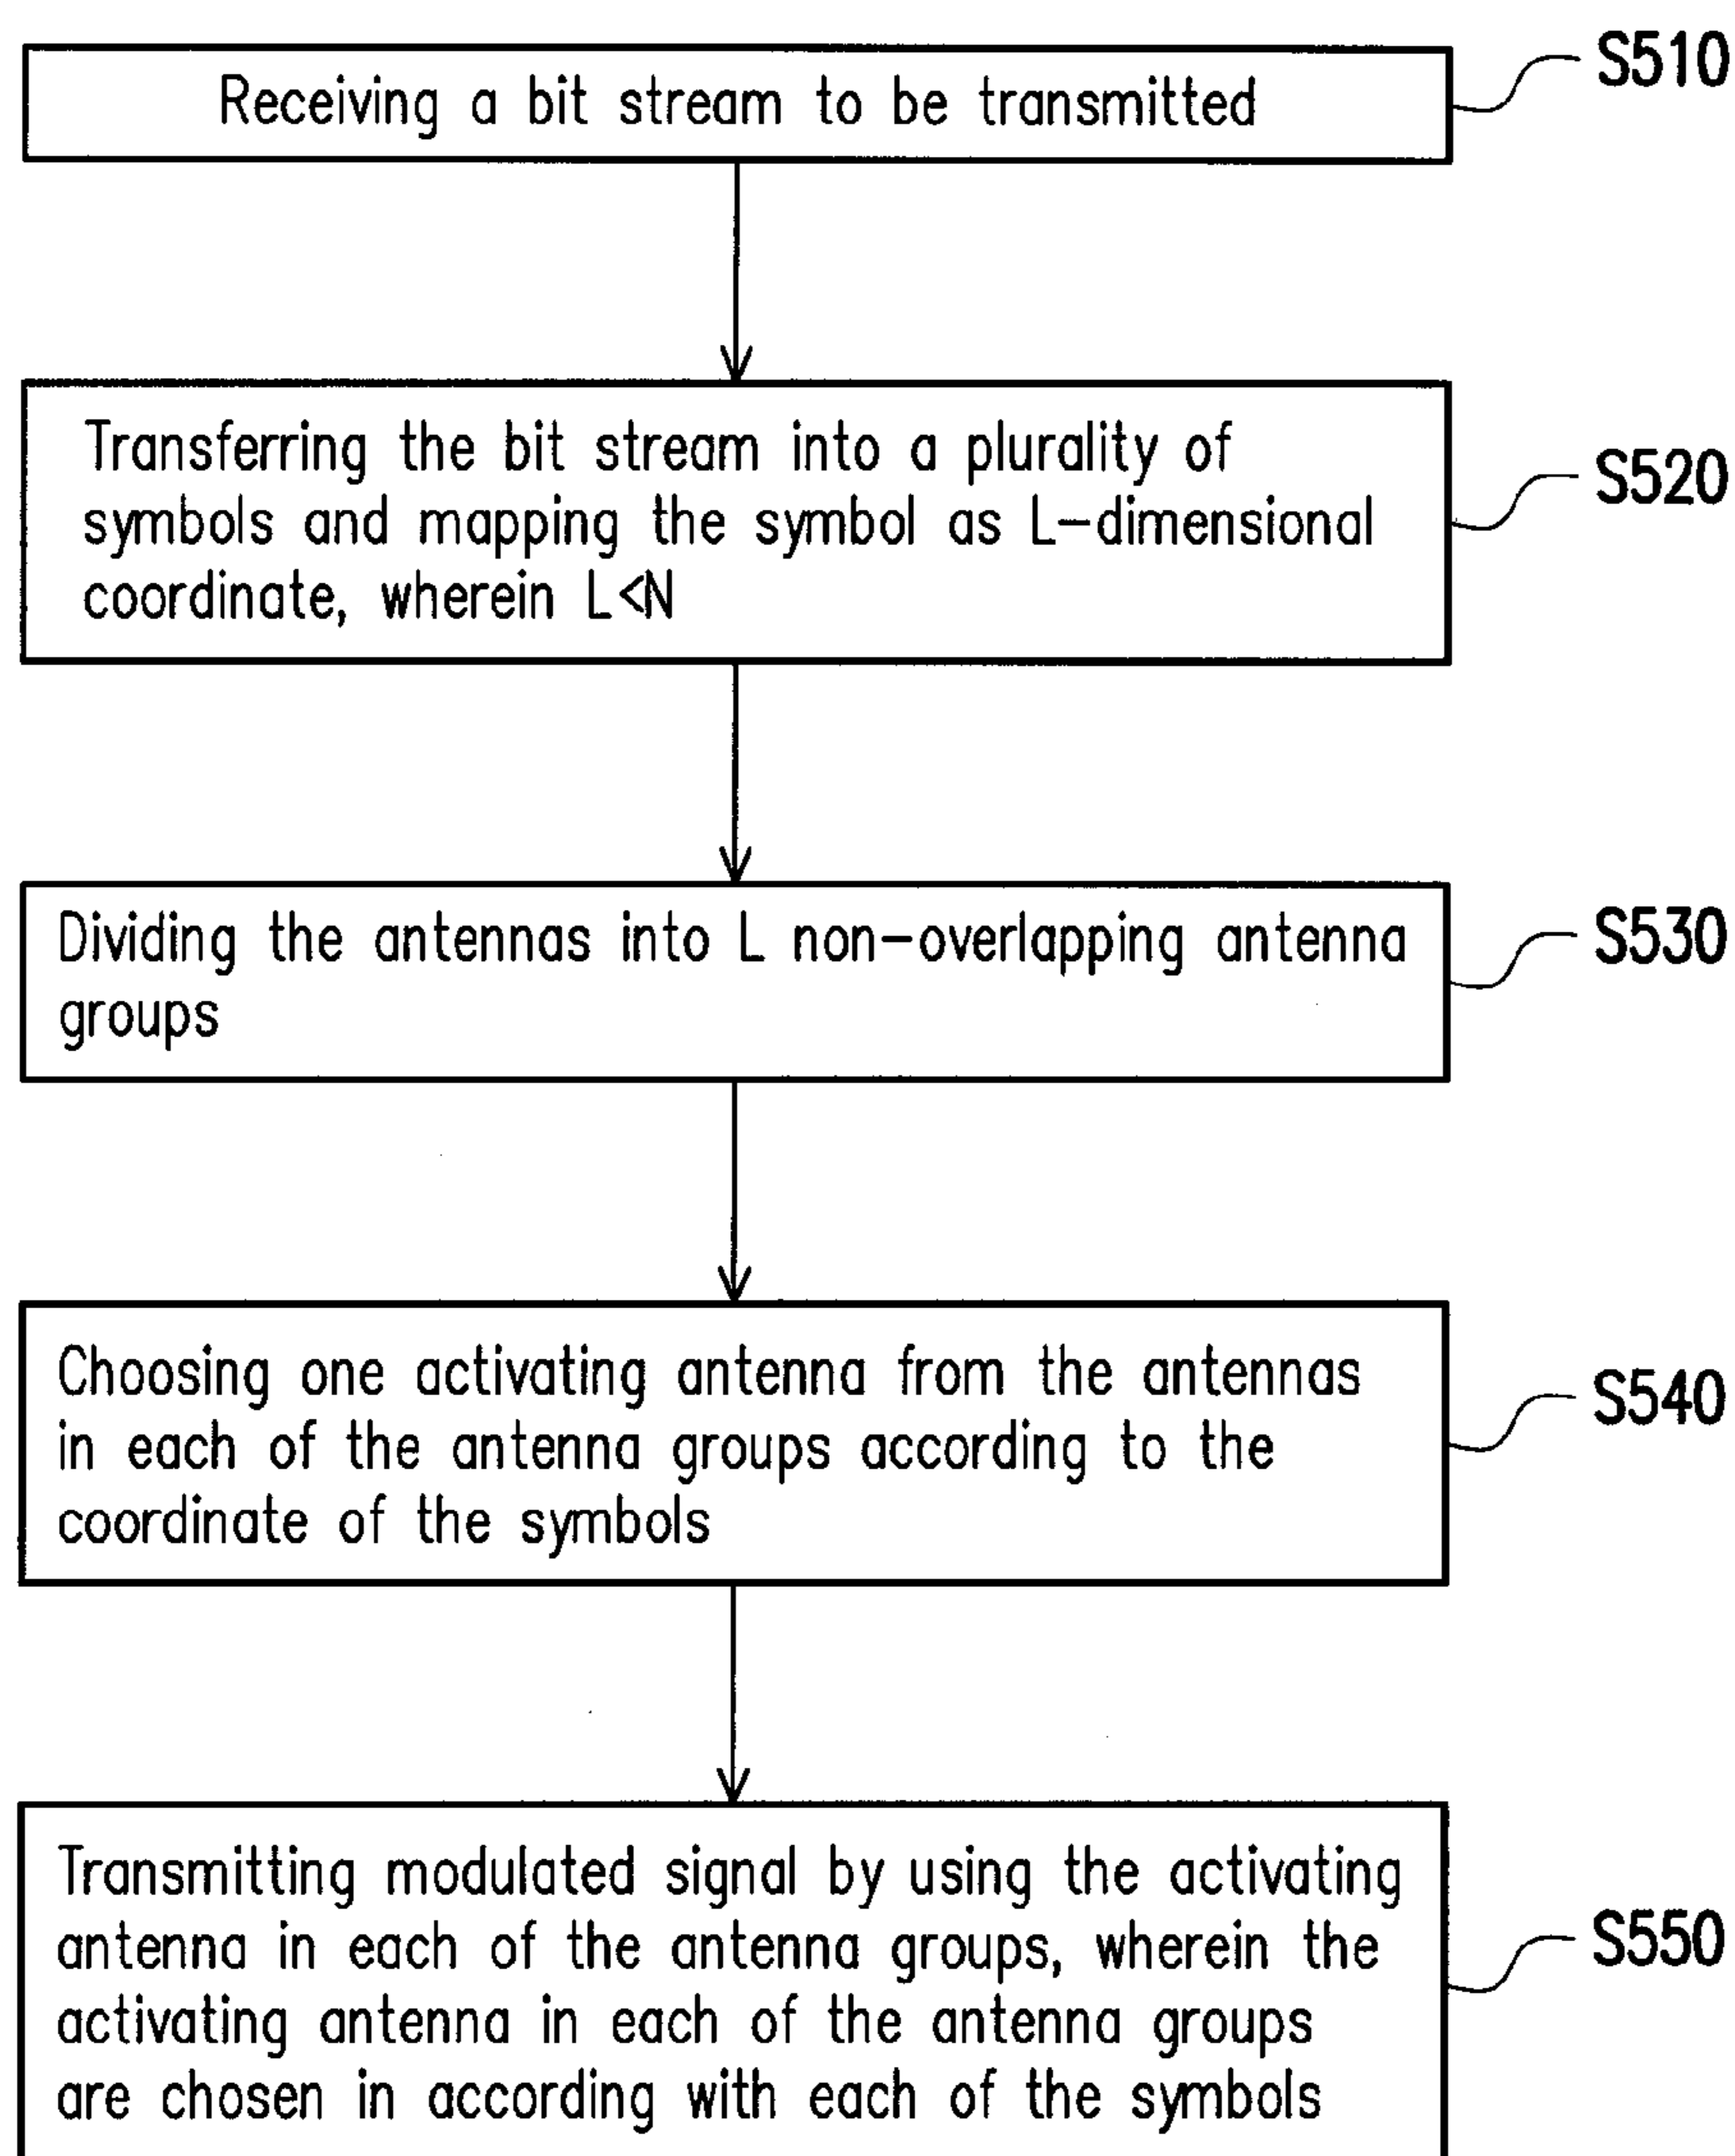 Receiving a bit stream to be transmitted
S510
Transferring the bit stream into a plurality of
symbols and mapping the symbol as L-dimensional
coordinate, wherein L<N
S520
Dividing the antennas into L non-overlapping antenna
groups
S530
Choosing one activating antenna from the antennas
in each of the antenna groups according to the
coordinate of the symbols
S540
Transmitting modulated signal by using the activating
antenna in each of the antenna groups, wherein the
activating antenna in each of the antenna groups
are chosen in according with each of the symbols
S550